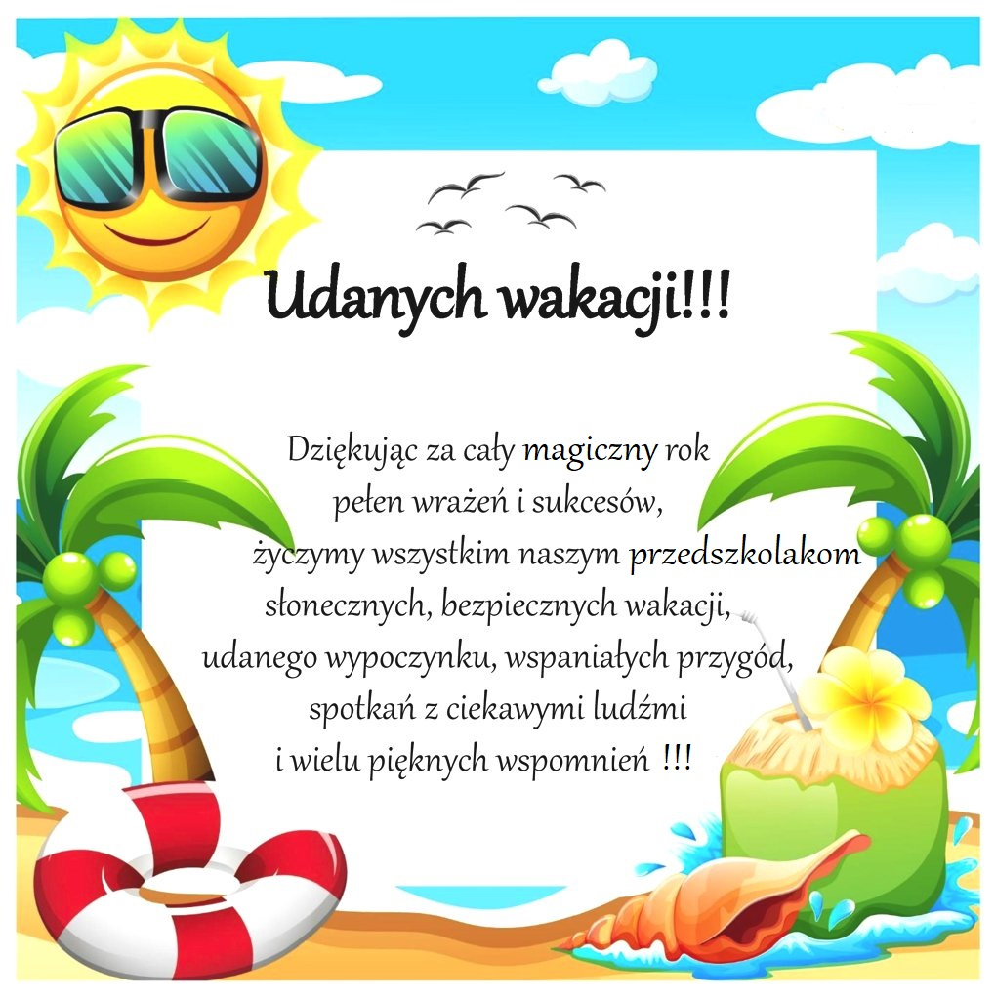 Udanych wakacji!!!
Dziękując za cały magiczny rok
pełen wrażeń i sukcesów,
życzymy wszystkim naszym przedszkolakom
słonecznych, bezpiecznych wakacji,
udanego wypoczynku, wspaniałych przygód,
spotkań z ciekawymi ludźmi
i wielu pięknych wspomnień !!!